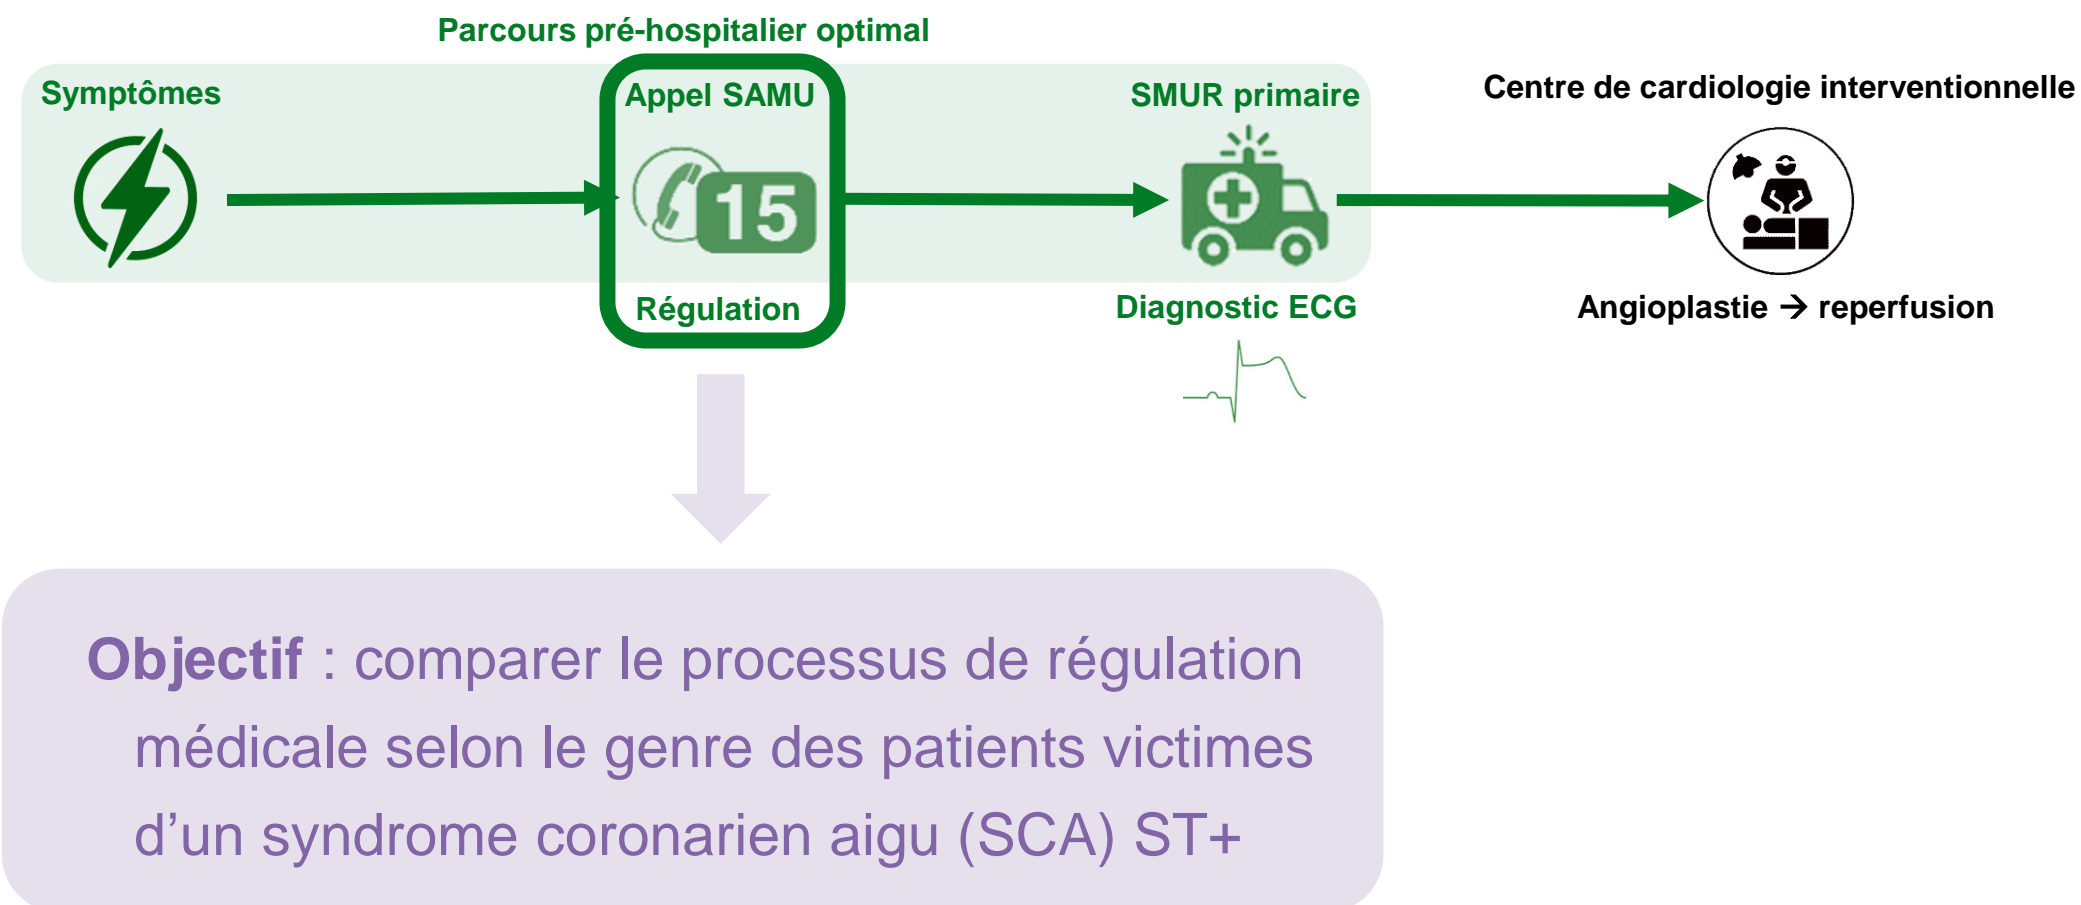 Parcours pré-hospitalier optimal
Symptômes
Appel SAMU
15
Régulation
SMUR primaire
Diagnostic ECG
Centre de cardiologie interventionnelle
Angioplastie → reperfusion
Objectif : comparer le processus de régulation
médicale selon le genre des patients victimes
d’un syndrome coronarien aigu (SCA) ST+